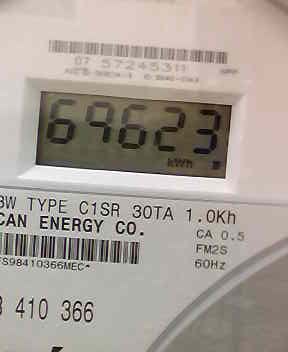 07 57245311
69623
kWh
3W TYPE C1SR 30TA 1.0Kh
CAN ENERGY CO.
CA 0.5
FM2S
60Hz
FS98410366MEC*
410 366